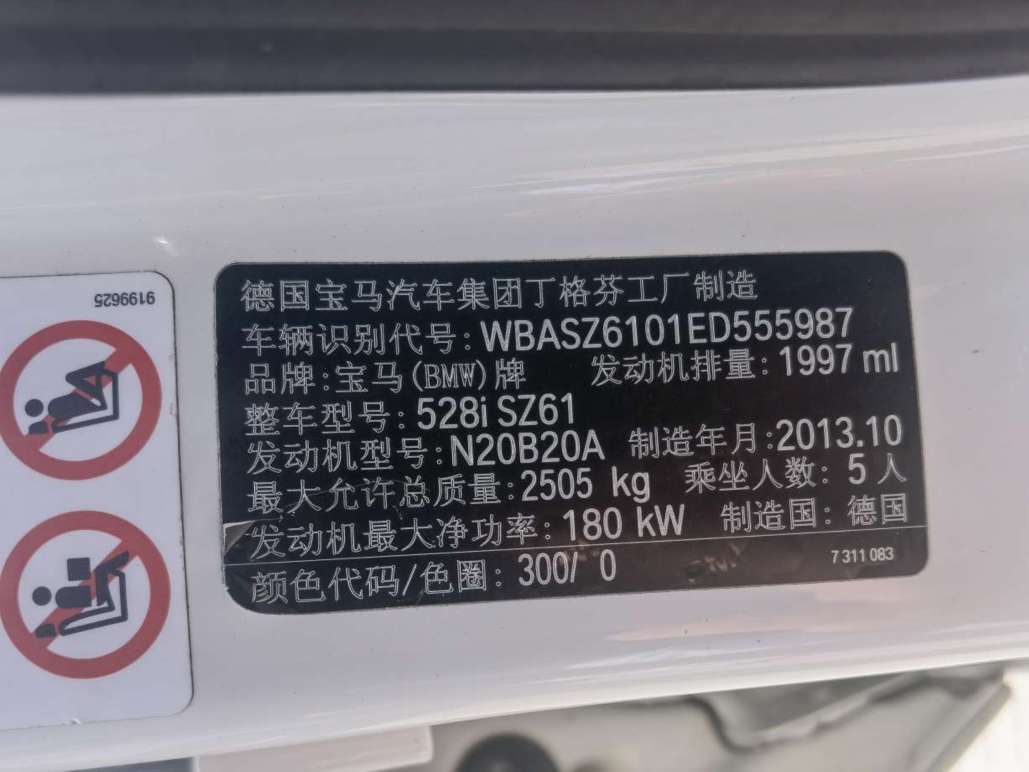 9199625
德国宝马汽车集团丁格芬工厂制造
车辆识别代号:WBASZ6101ED555987
品牌:宝马(BMW)牌 发动机排量:1997 ml
整车型号:528i SZ61
发动机型号:N20B20A 制造年月:2013.10
最大允许总质量:2505 kg 乘坐人数:5人
发动机最大净功率:180 kW 制造国:德国
颜色代码/色圈:300/ 0 7 311 083